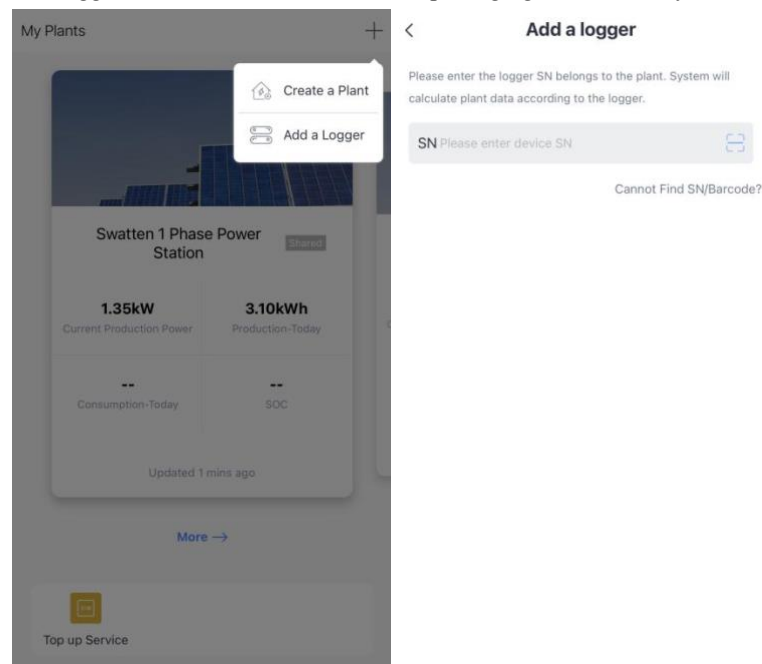 My Plants
Create a Plant
Add a Logger
Swatten 1 Phase Power
Station
Shared
1.35kW
Current Production Power
3.10kWh
Production-Today
--
Consumption-Today
--
SOC
Updated 1 mins ago
More →
Top up Service
Add a logger
Please enter the logger SN belongs to the plant. System will
calculate plant data according to the logger.
SN Please enter device SN
Cannot Find SN/Barcode?